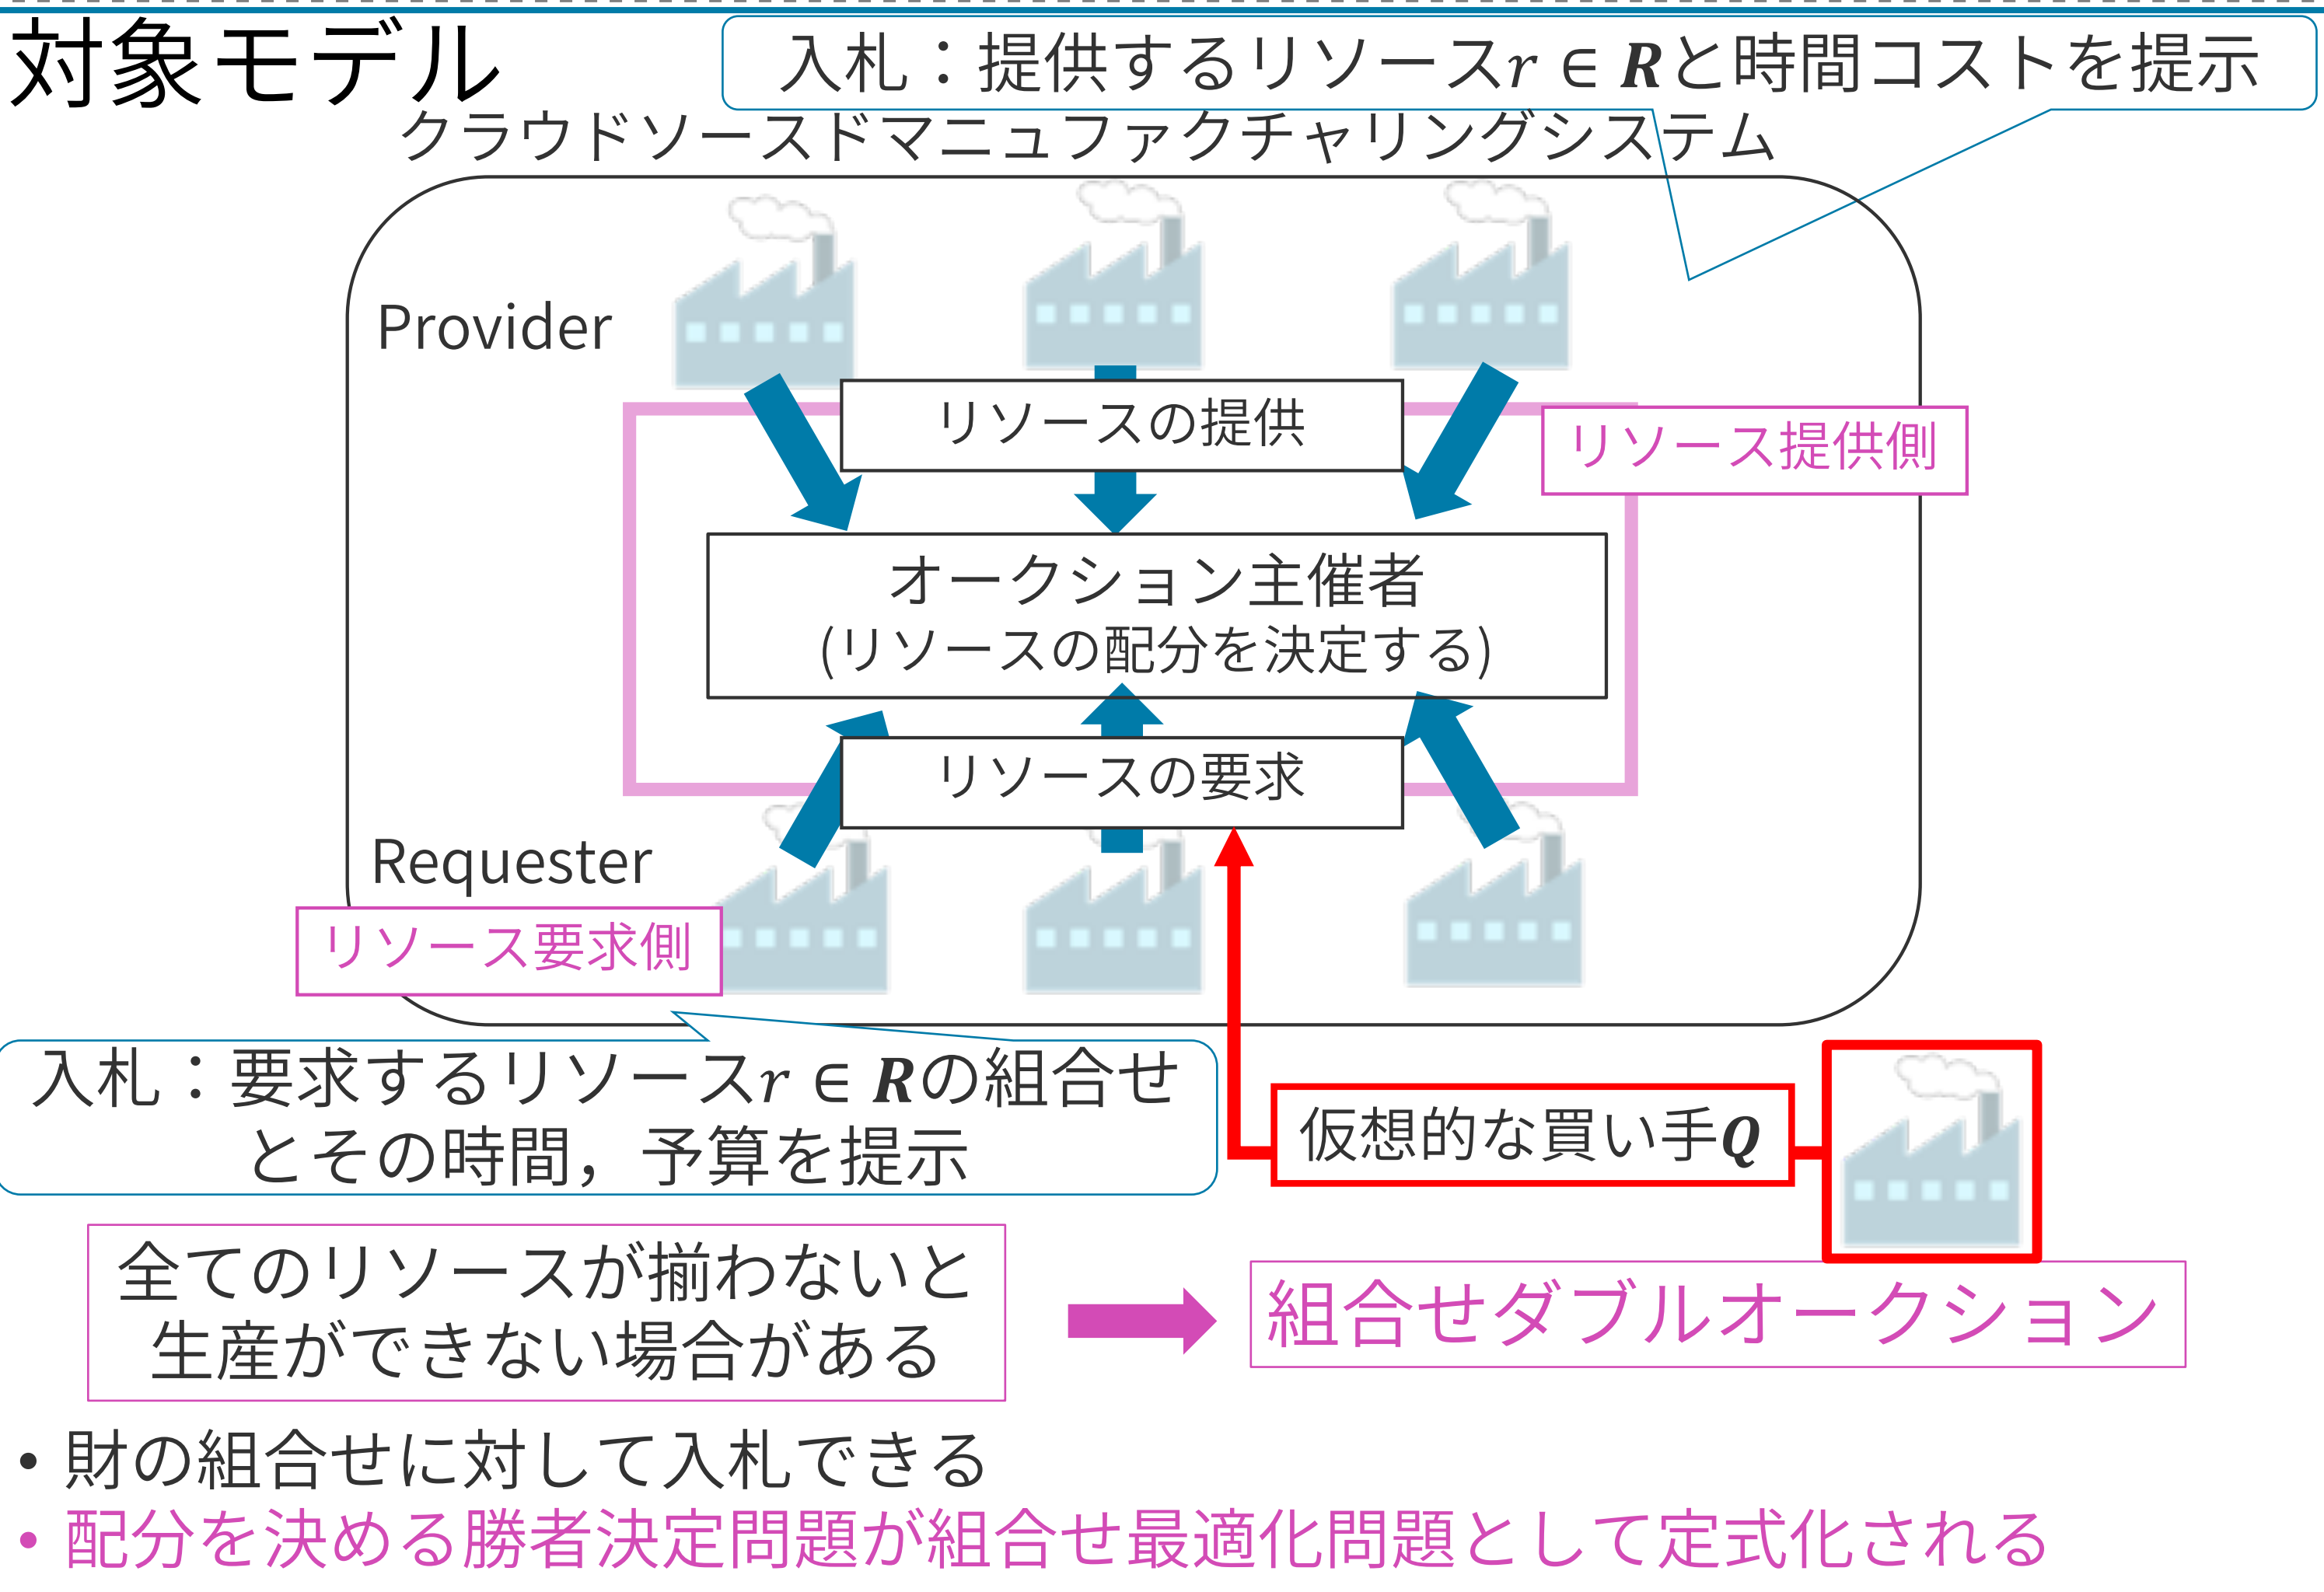 対象モデル
入札：提供するリソースr ∈ Rと時間コストを提示
クラウドソースドマニュファクチャリングシステム
Provider
リソースの提供
リソース提供側
オークション主催者
(リソースの配分を決定する)
リソースの要求
Requester
リソース要求側
入札：要求するリソースr ∈ Rの組合せ
とその時間，予算を提示
仮想的な買い手Q
全てのリソースが揃わないと
生産ができない場合がある
組合せダブルオークション
• 財の組合せに対して入札できる
• 配分を決める勝者決定問題が組合せ最適化問題として定式化される